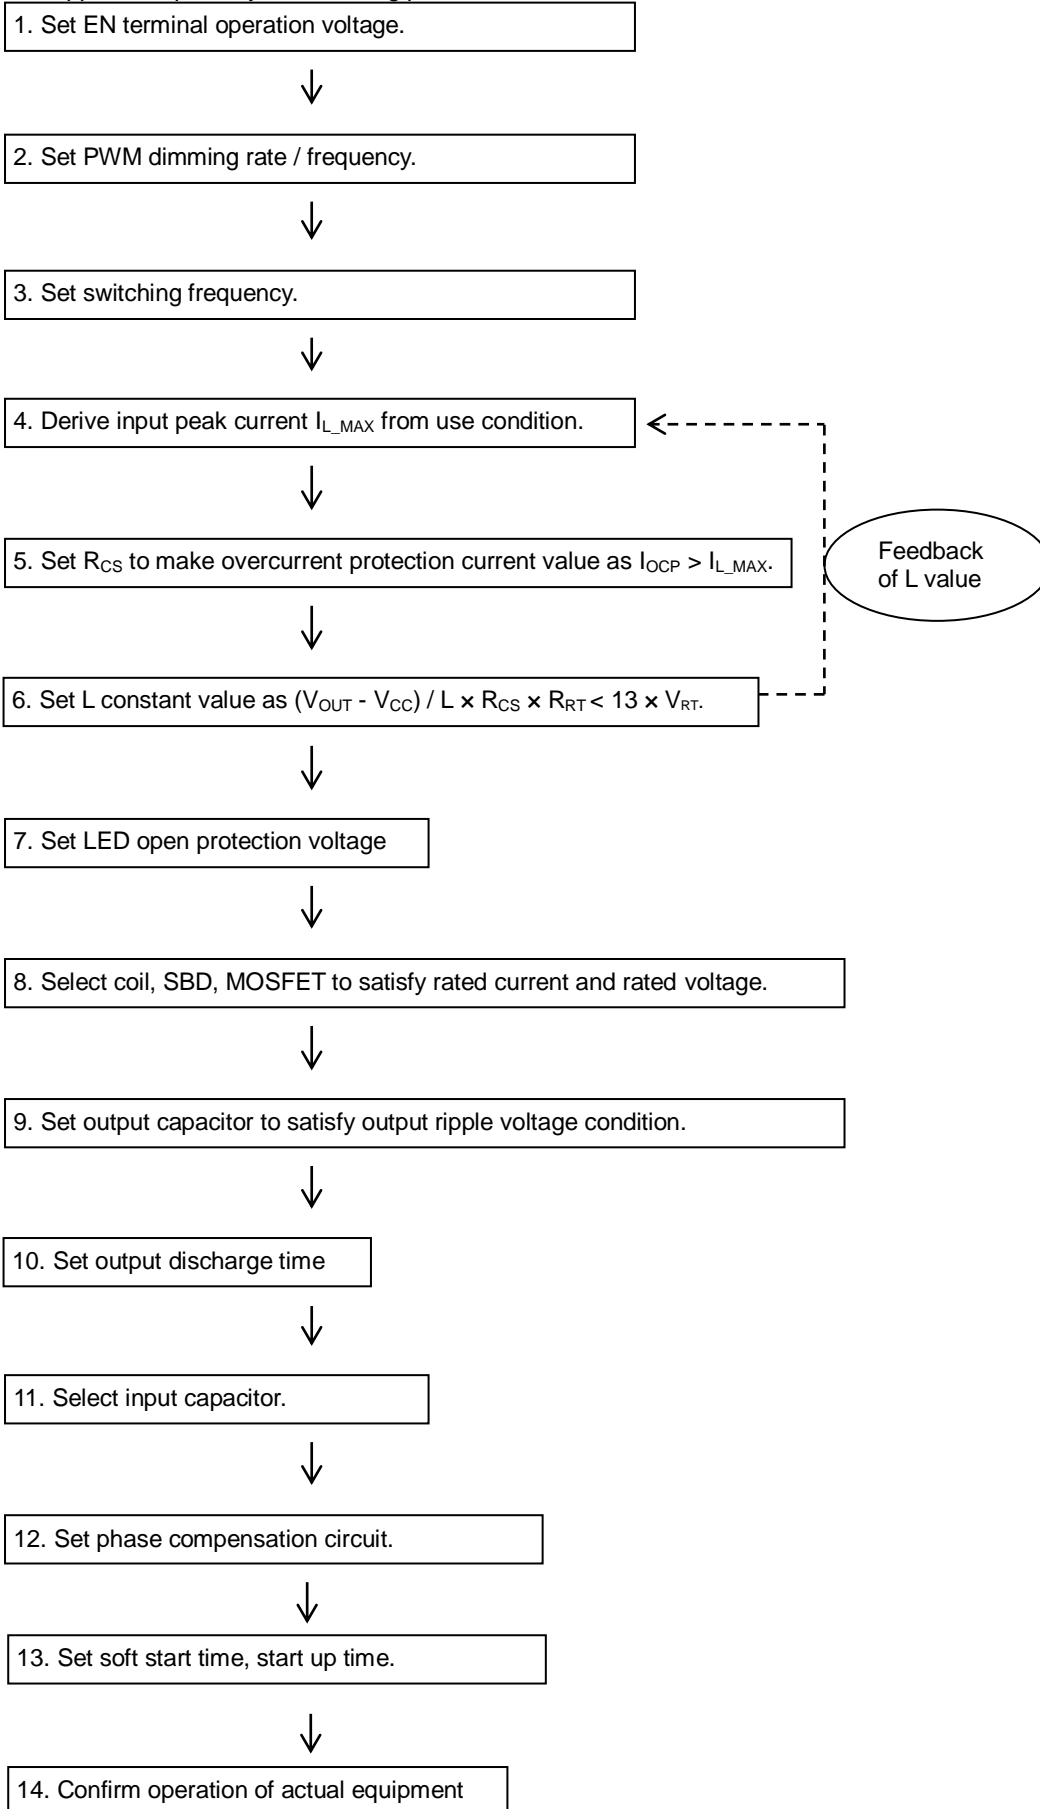 1. Set EN terminal operation voltage.
2. Set PWM dimming rate / frequency.
3. Set switching frequency.
4. Derive input peak current I_L_MAX from use condition.
5. Set R_CS to make overcurrent protection current value as I_OCP > I_L_MAX.
Feedback
of L value
6. Set L constant value as (V_OUT - V_CC) / L × R_CS × R_RT < 13 × V_RT.
7. Set LED open protection voltage
8. Select coil, SBD, MOSFET to satisfy rated current and rated voltage.
9. Set output capacitor to satisfy output ripple voltage condition.
10. Set output discharge time
11. Select input capacitor.
12. Set phase compensation circuit.
13. Set soft start time, start up time.
14. Confirm operation of actual equipment